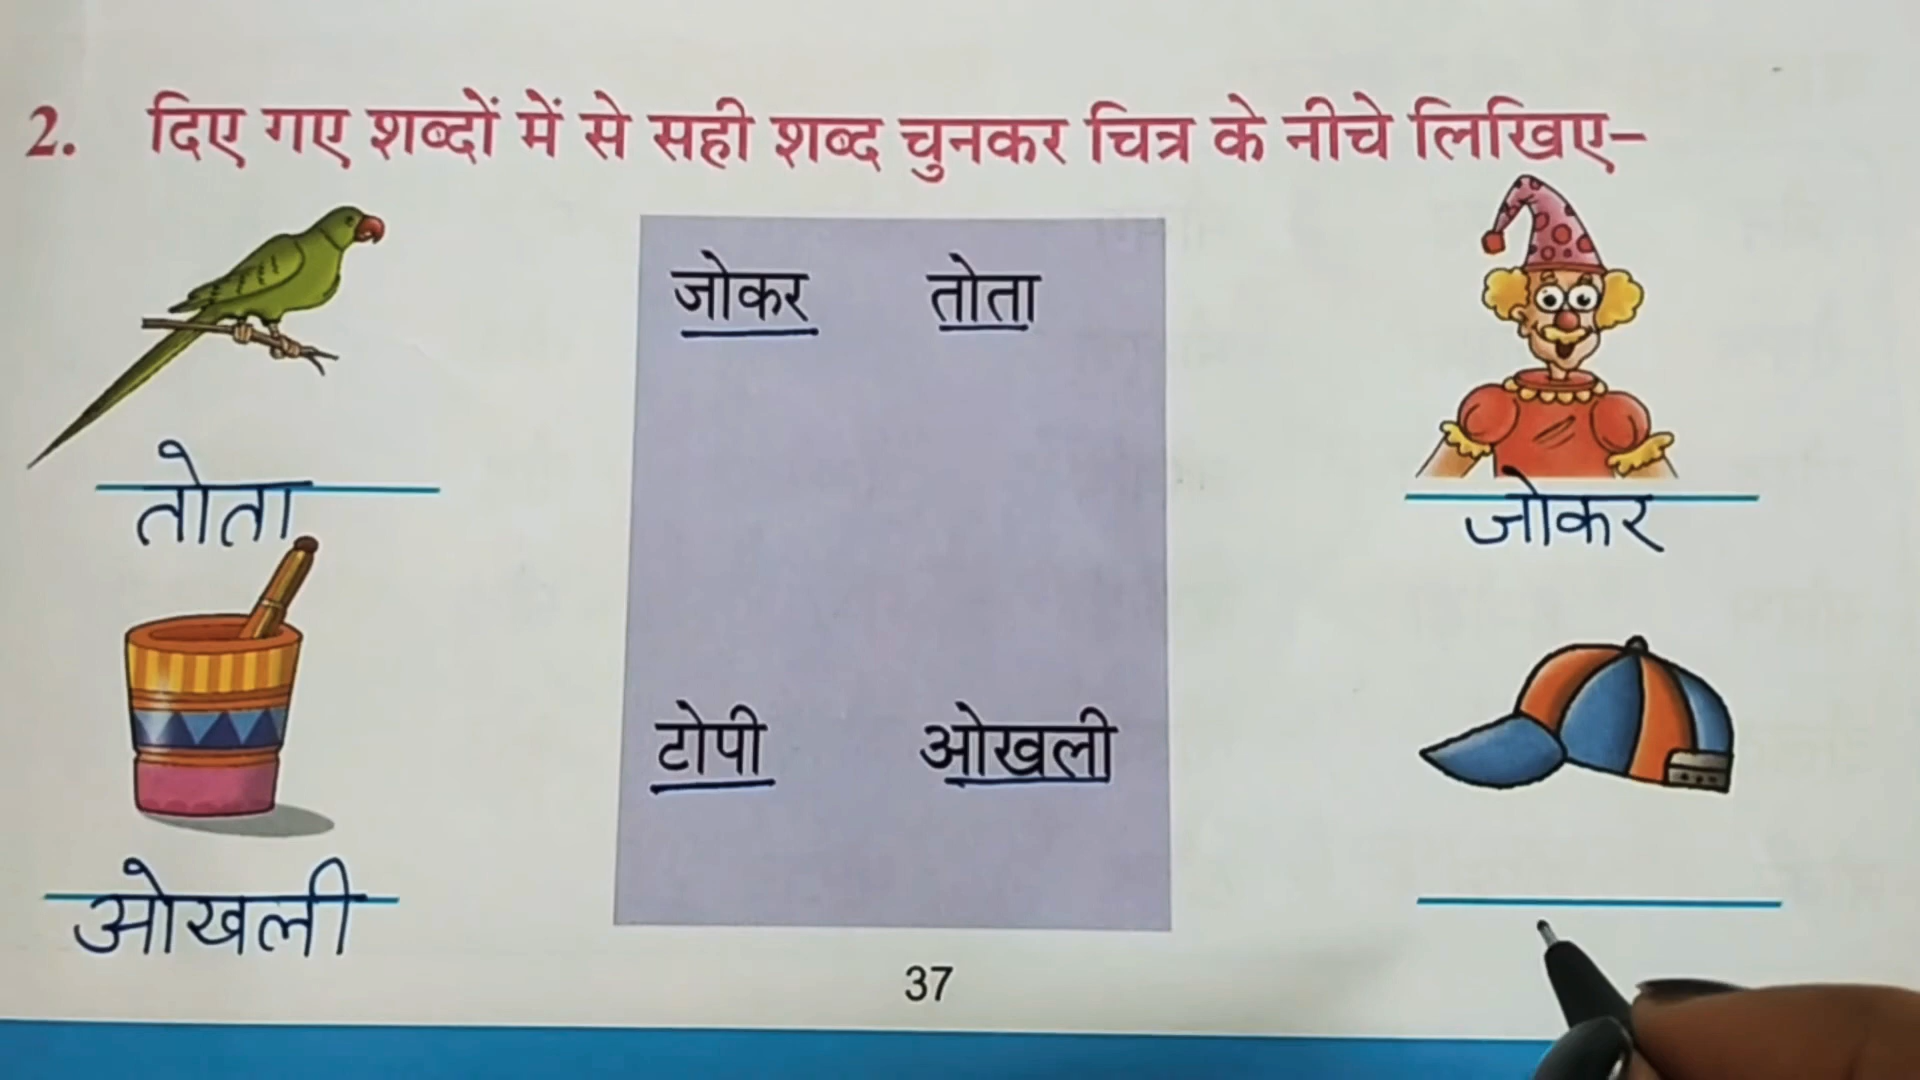 2. दिए गए शब्दों में से सही शब्द चुनकर चित्र के नीचे लिखिए–
जोकर तोता
तोता जोकर
टोपी ओखली
ओखली
37